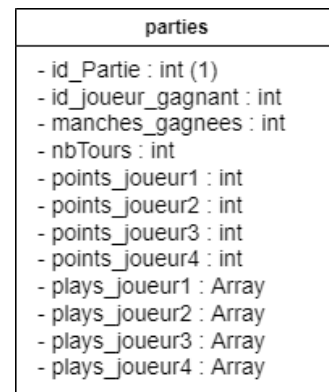 parties
- id_Partie : int (1)
- id_joueur_gagnant : int
- manches_gagnees : int
- nbTours : int
- points_joueur1 : int
- points_joueur2 : int
- points_joueur3 : int
- points_joueur4 : int
- plays_joueur1 : Array
- plays_joueur2 : Array
- plays_joueur3 : Array
- plays_joueur4 : Array